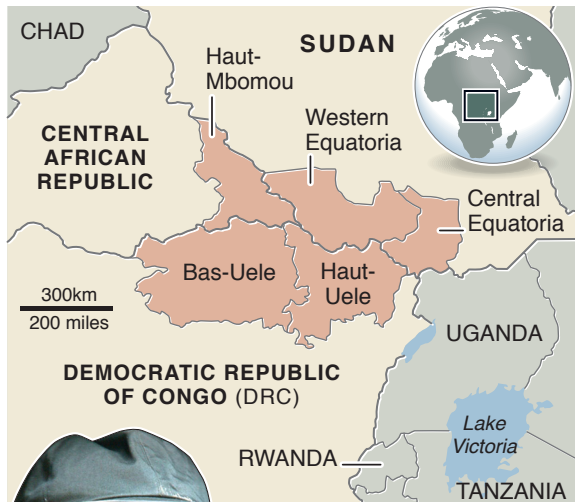 CHAD
SUDAN
Haut-
Mbomou
Western
Equatoria
CENTRAL
AFRICAN
REPUBLIC
Central
Equatoria
Bas-Uele
Haut-
Uele
300km
200 miles
UGANDA
DEMOCRATIC REPUBLIC
OF CONGO (DRC)
Lake
Victoria
RWANDA
TANZANIA